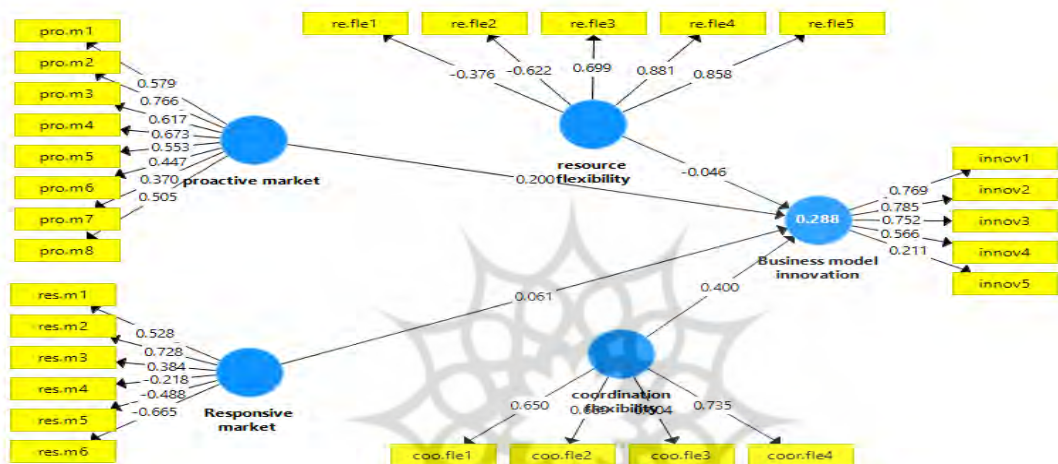 pro.m1
pro.m2
pro.m3
pro.m4
pro.m5
pro.m6
pro.m7
pro.m8
0.579
0.766
0.617
0.673
0.553
0.447
0.370
0.505
proactive market
re.fle1
re.fle2
re.fle3
re.fle4
re.fle5
-0.376
-0.622
0.699
0.881
0.858
resource
flexibility
0.200
-0.046
0.288
Business model
innovation
0.769
0.785
0.752
0.566
0.211
innov1
innov2
innov3
innov4
innov5
res.m1
res.m2
res.m3
res.m4
res.m5
res.m6
0.528
0.728
0.384
-0.218
-0.488
-0.665
Responsive
market
0.061
0.400
coordination
flexibility
0.650
0.735
coo.fle1
coo.fle2
coo.fle3
coor.fle4